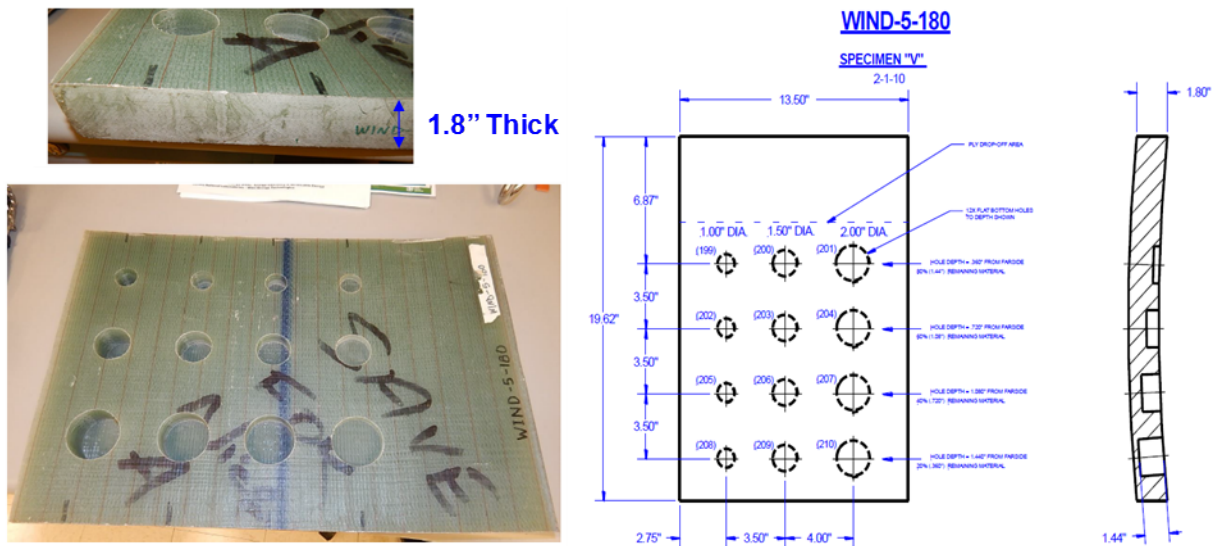 1.8” Thick
WIND-
WIND-5-180
WIND-5-180
SAVE
WIND-5-180
SPECIMEN "V"
2-1-10
13.50"
1.80"
PLY DROP-OFF AREA
6.87"
12X FLAT BOTTOM HOLES
TO DEPTH SHOWN
1.00" DIA. 1.50" DIA. 2.00" DIA.
(199) (200) (201)
HOLE DEPTH = .360" FROM FARSIDE
80% (1.44") REMAINING MATERIAL
3.50"
19.62"
(202) (203) (204)
HOLE DEPTH = .720" FROM FARSIDE
60% (1.08") REMAINING MATERIAL
3.50"
(205) (206) (207)
HOLE DEPTH = 1.080" FROM FARSIDE
40% (.720") REMAINING MATERIAL
3.50"
(208) (209) (210)
HOLE DEPTH = 1.440" FROM FARSIDE
20% (.360") REMAINING MATERIAL
2.75" 3.50" 4.00"
1.44"